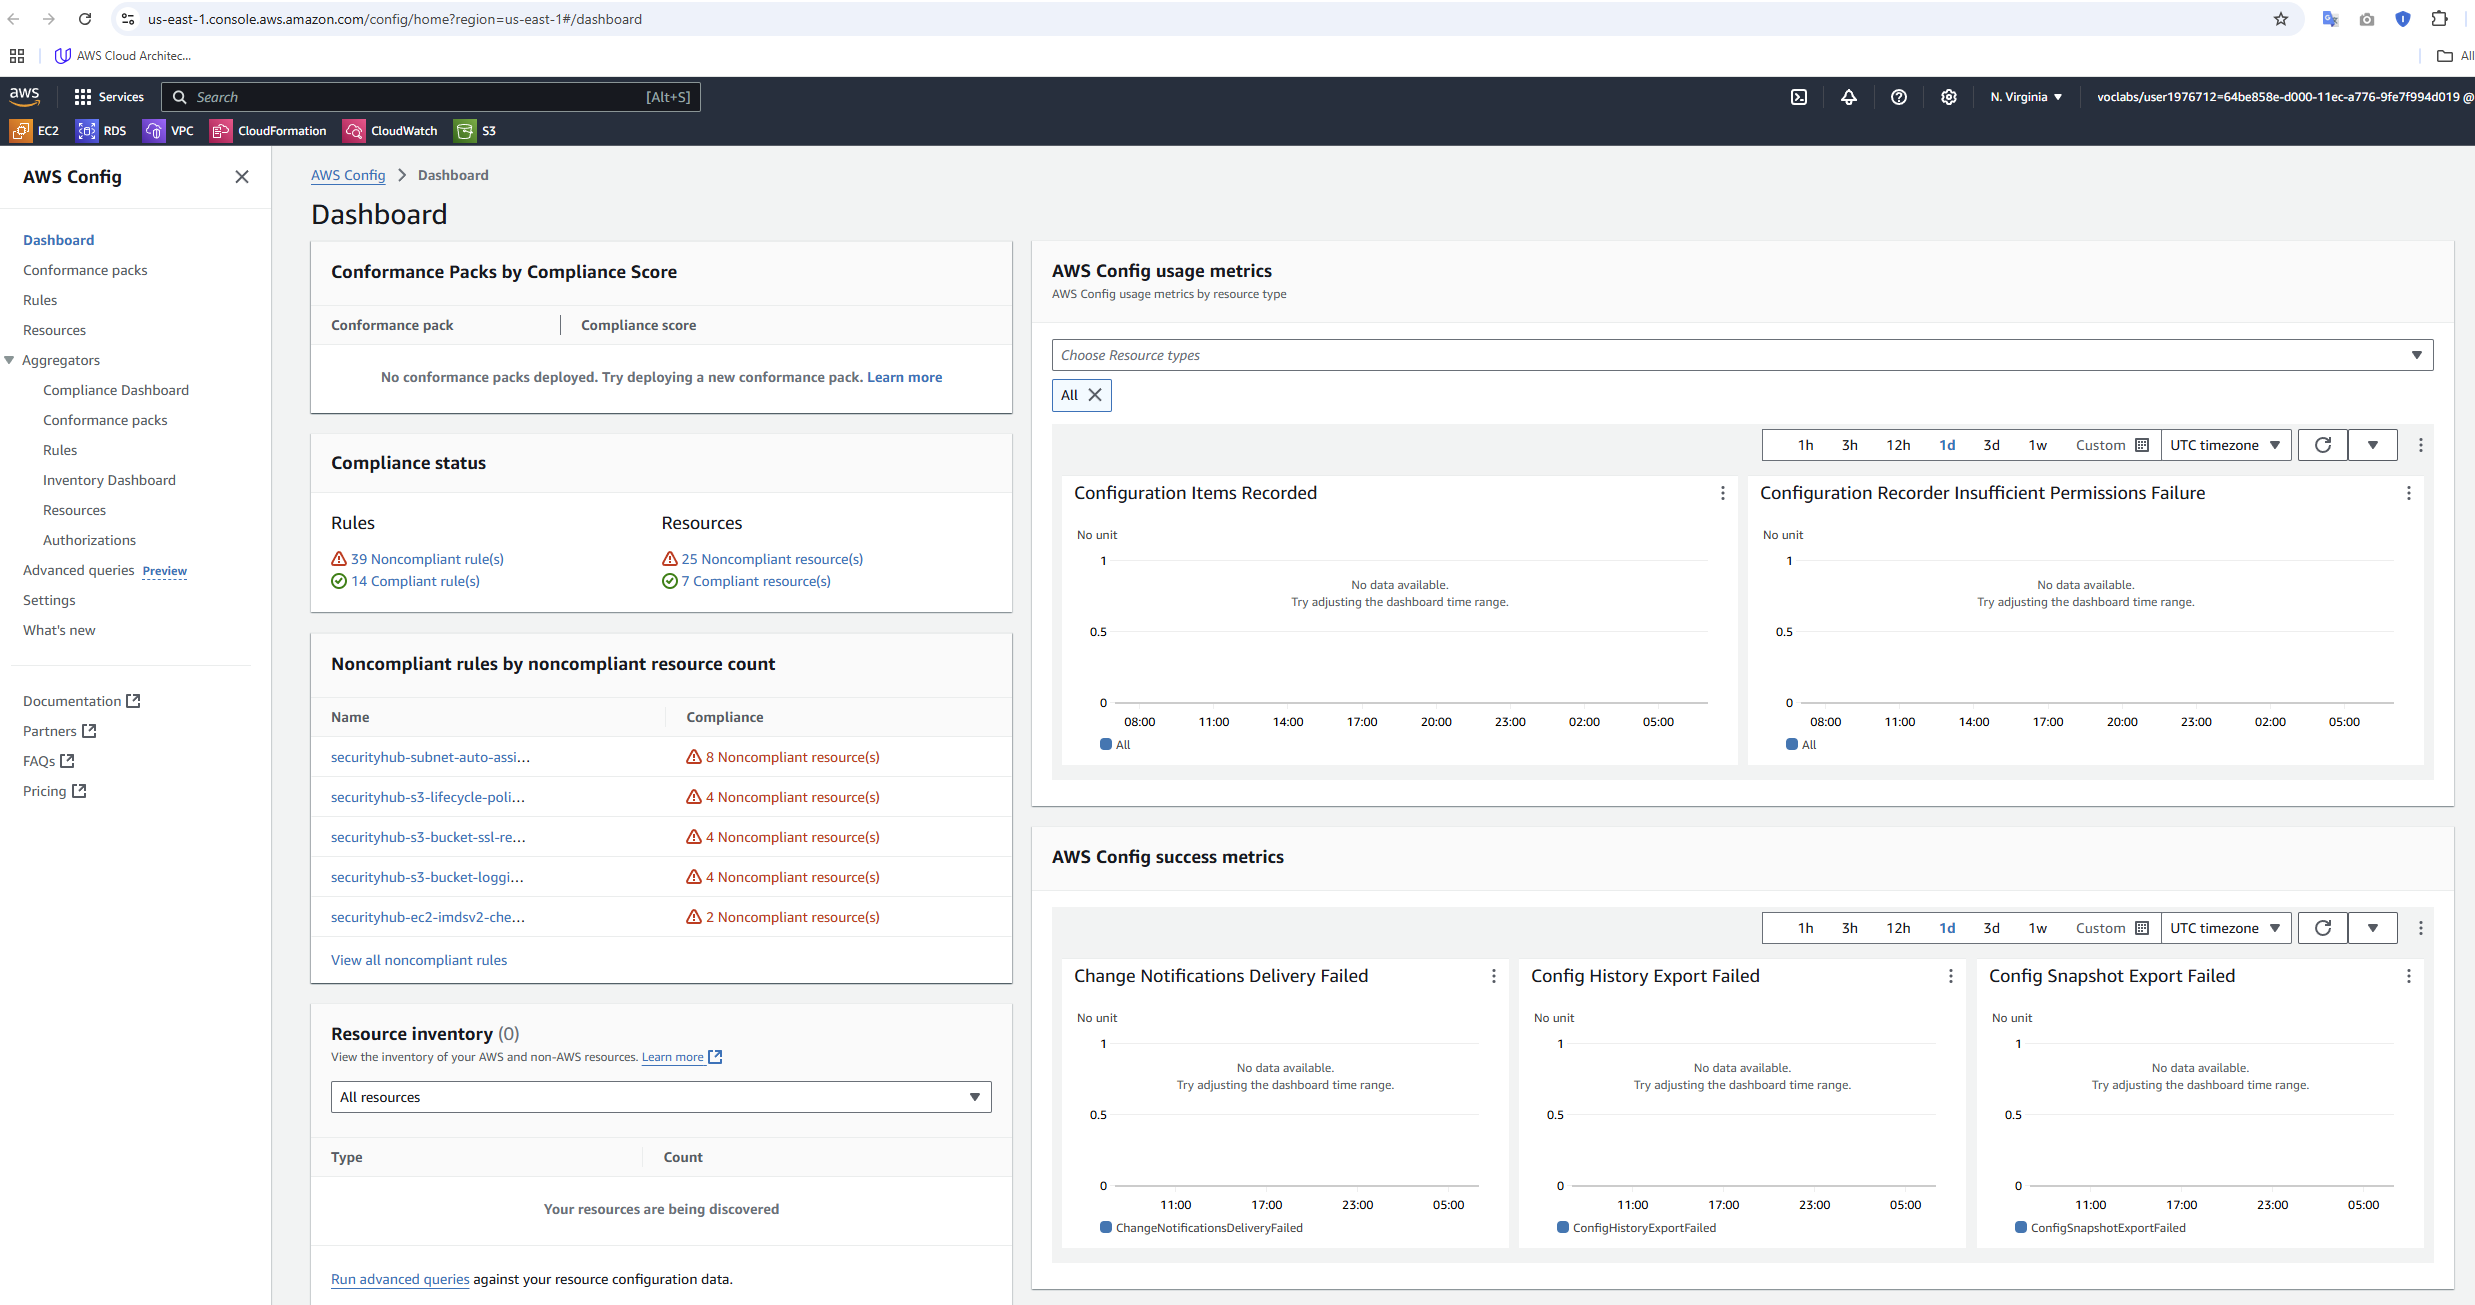 us-east-1.console.aws.amazon.com/config/home?region=us-east-1#/dashboard
AWS Cloud Architec...
All
aws
Services
Search
[Alt+S]
N. Virginia
voclabs/user1976712=64be858e-d000-11ec-a776-9fe7f994d019 @
EC2
RDS
VPC
CloudFormation
CloudWatch
S3
AWS Config
Dashboard
Conformance packs
Rules
Resources
Aggregators
Compliance Dashboard
Conformance packs
Rules
Inventory Dashboard
Resources
Authorizations
Advanced queries Preview
Settings
What's new
Documentation
Partners
FAQs
Pricing
AWS Config > Dashboard
Dashboard
Conformance Packs by Compliance Score
Conformance pack
Compliance score
No conformance packs deployed. Try deploying a new conformance pack. Learn more
Compliance status
Rules
39 Noncompliant rule(s)
14 Compliant rule(s)
Resources
25 Noncompliant resource(s)
7 Compliant resource(s)
Noncompliant rules by noncompliant resource count
Name
Compliance
securityhub-subnet-auto-assi...
8 Noncompliant resource(s)
securityhub-s3-lifecycle-poli...
4 Noncompliant resource(s)
securityhub-s3-bucket-ssl-re...
4 Noncompliant resource(s)
securityhub-s3-bucket-loggi...
4 Noncompliant resource(s)
securityhub-ec2-imdsv2-che...
2 Noncompliant resource(s)
View all noncompliant rules
Resource inventory (0)
View the inventory of your AWS and non-AWS resources. Learn more
All resources
Type
Count
Your resources are being discovered
Run advanced queries against your resource configuration data.
AWS Config usage metrics
AWS Config usage metrics by resource type
Choose Resource types
All
1h
3h
12h
1d
3d
1w
Custom
UTC timezone
Configuration Items Recorded
No unit
1
No data available.
Try adjusting the dashboard time range.
0.5
0
08:00
11:00
14:00
17:00
20:00
23:00
02:00
05:00
All
Configuration Recorder Insufficient Permissions Failure
No unit
1
No data available.
Try adjusting the dashboard time range.
0.5
0
08:00
11:00
14:00
17:00
20:00
23:00
02:00
05:00
All
AWS Config success metrics
1h
3h
12h
1d
3d
1w
Custom
UTC timezone
Change Notifications Delivery Failed
No unit
1
No data available.
Try adjusting the dashboard time range.
0.5
0
11:00
17:00
23:00
05:00
ChangeNotificationsDeliveryFailed
Config History Export Failed
No unit
1
No data available.
Try adjusting the dashboard time range.
0.5
0
11:00
17:00
23:00
05:00
ConfigHistoryExportFailed
Config Snapshot Export Failed
No unit
1
No data available.
Try adjusting the dashboard time range.
0.5
0
11:00
17:00
23:00
05:00
ConfigSnapshotExportFailed